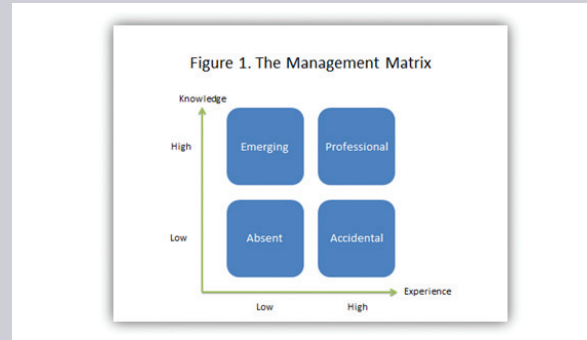 Figure 1. The Management Matrix
Knowledge
High
Emerging
Professional
Low
Absent
Accidental
Experience
Low
High